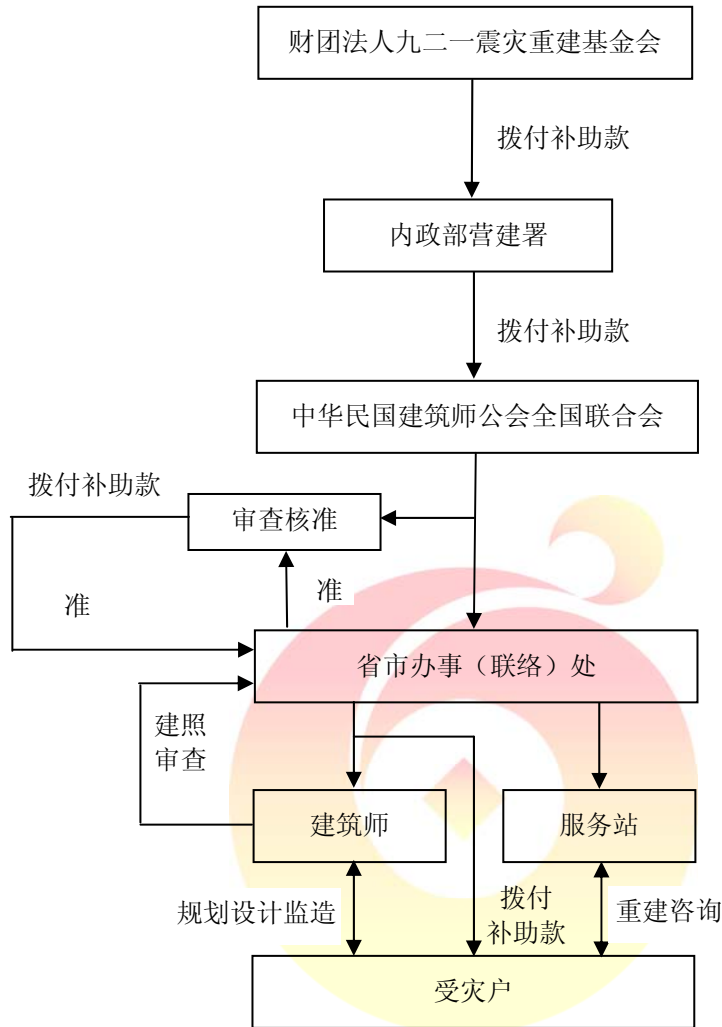 财团法人九二一震灾重建基金会
拨付补助款
内政部营建署
拨付补助款
中华民国建筑师公会全国联合会
拨付补助款
审查核准
准
准
省市办事（联络）处
建照
审查
建筑师
服务站
规划设计监造
拨付
补助款
重建咨询
受灾户